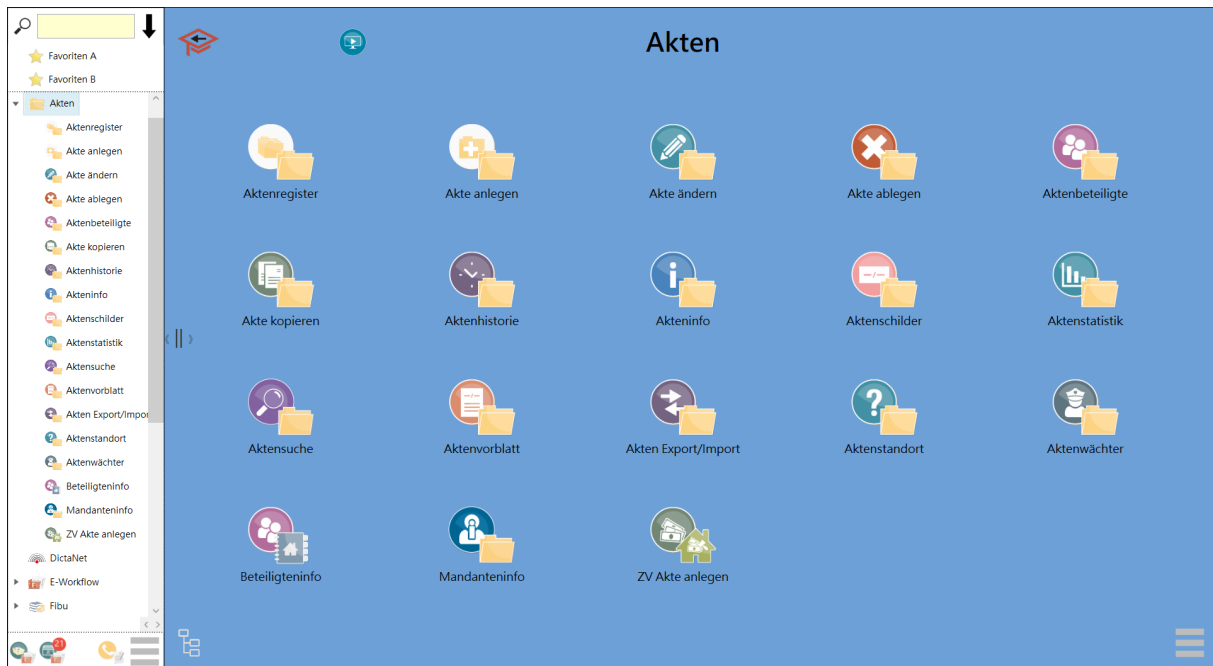 Favoriten A
Favoriten B
Akten
Aktenregister
Akte anlegen
Akte ändern
Akte ablegen
Aktenbeteiligte
Akte kopieren
Aktenhistorie
Akteninfo
Aktenschilder
Aktenstatistik
Aktensuche
Aktenvorblatt
Akten Export/Impor
Aktenstandort
Aktenwächter
Beteiligteninfo
Mandanteninfo
ZV Akte anlegen
DictaNet
E-Workflow
Fibu
21
Akten
Aktenregister
Akte anlegen
Akte ändern
Akte ablegen
Aktenbeteiligte
Akte kopieren
Aktenhistorie
Akteninfo
Aktenschilder
Aktenstatistik
Aktensuche
Aktenvorblatt
Akten Export/Import
Aktenstandort
Aktenwächter
Beteiligteninfo
Mandanteninfo
ZV Akte anlegen